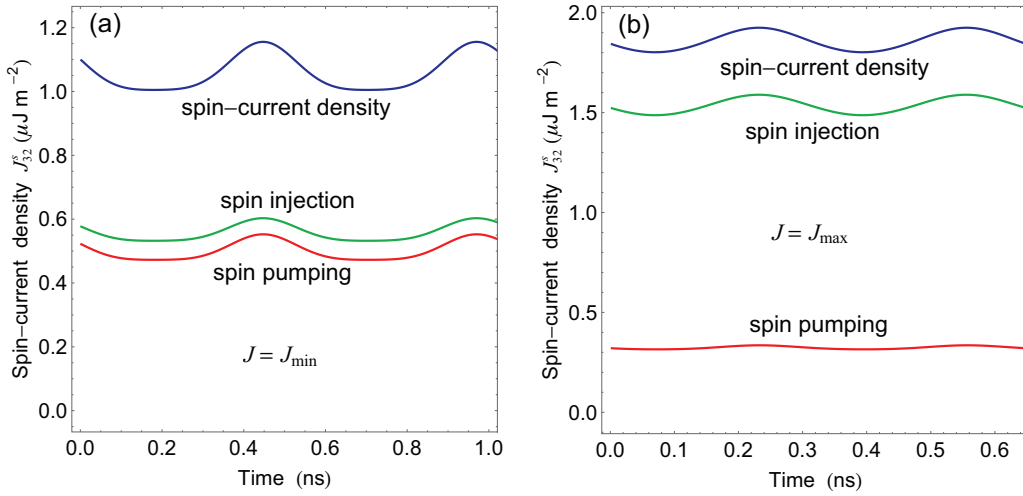 (a)
Spin−current density J^s_32 (μJ m^−2)
1.2
1.0
0.8
0.6
0.4
0.2
0.0
spin−current density
spin injection
spin pumping
J = J_min
0.0 0.2 0.4 0.6 0.8 1.0
Time (ns)
(b)
Spin−current density J^s_32 (μJ m^−2)
2.0
1.5
1.0
0.5
0.0
spin−current density
spin injection
J = J_max
spin pumping
0.0 0.1 0.2 0.3 0.4 0.5 0.6
Time (ns)